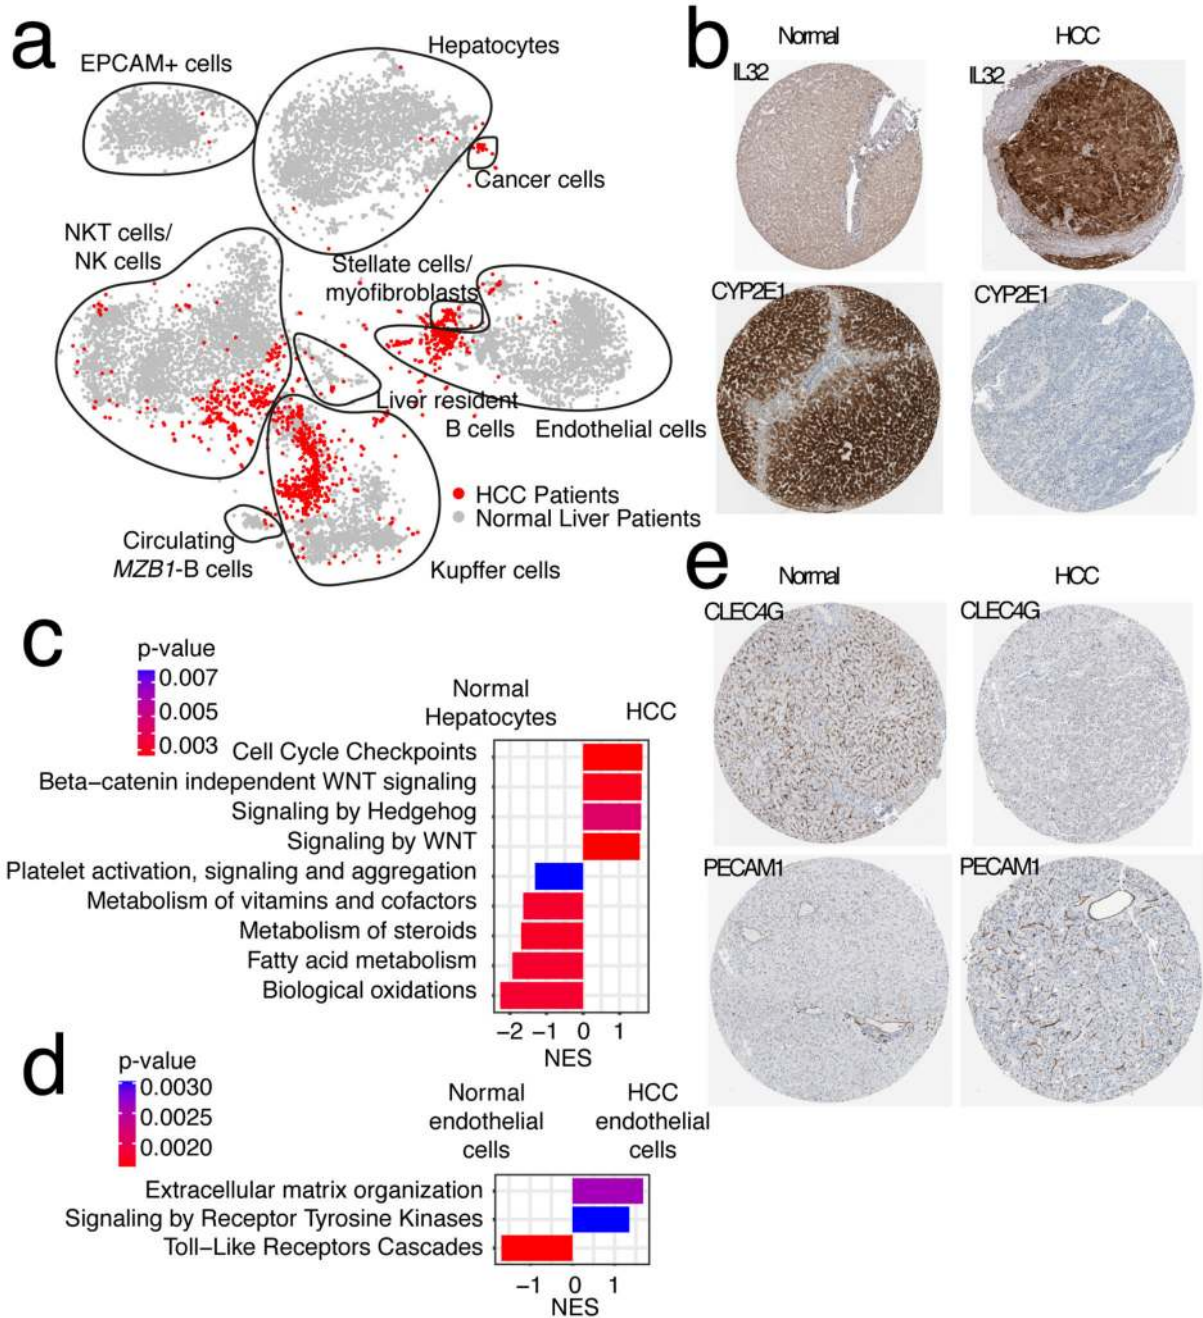 a
EPCAM+ cells
Hepatocytes
Cancer cells
NKT cells/
NK cells
Stellate cells/
myofibroblasts
Liver resident
B cells
Endothelial cells
HCC Patients
Normal Liver Patients
Circulating
MZB1-B cells
Kupffer cells
b
Normal
HCC
IL32
IL32
CYP2E1
CYP2E1
c
p-value
0.007
0.005
0.003
Normal
Hepatocytes
HCC
Cell Cycle Checkpoints
Beta−catenin independent WNT signaling
Signaling by Hedgehog
Signaling by WNT
Platelet activation, signaling and aggregation
Metabolism of vitamins and cofactors
Metabolism of steroids
Fatty acid metabolism
Biological oxidations
−2 −1 0 1
NES
d
p-value
0.0030
0.0025
0.0020
Normal
endothelial
cells
HCC
endothelial
cells
Extracellular matrix organization
Signaling by Receptor Tyrosine Kinases
Toll−Like Receptors Cascades
−1 0 1
NES
e
Normal
HCC
CLEC4G
CLEC4G
PECAM1
PECAM1